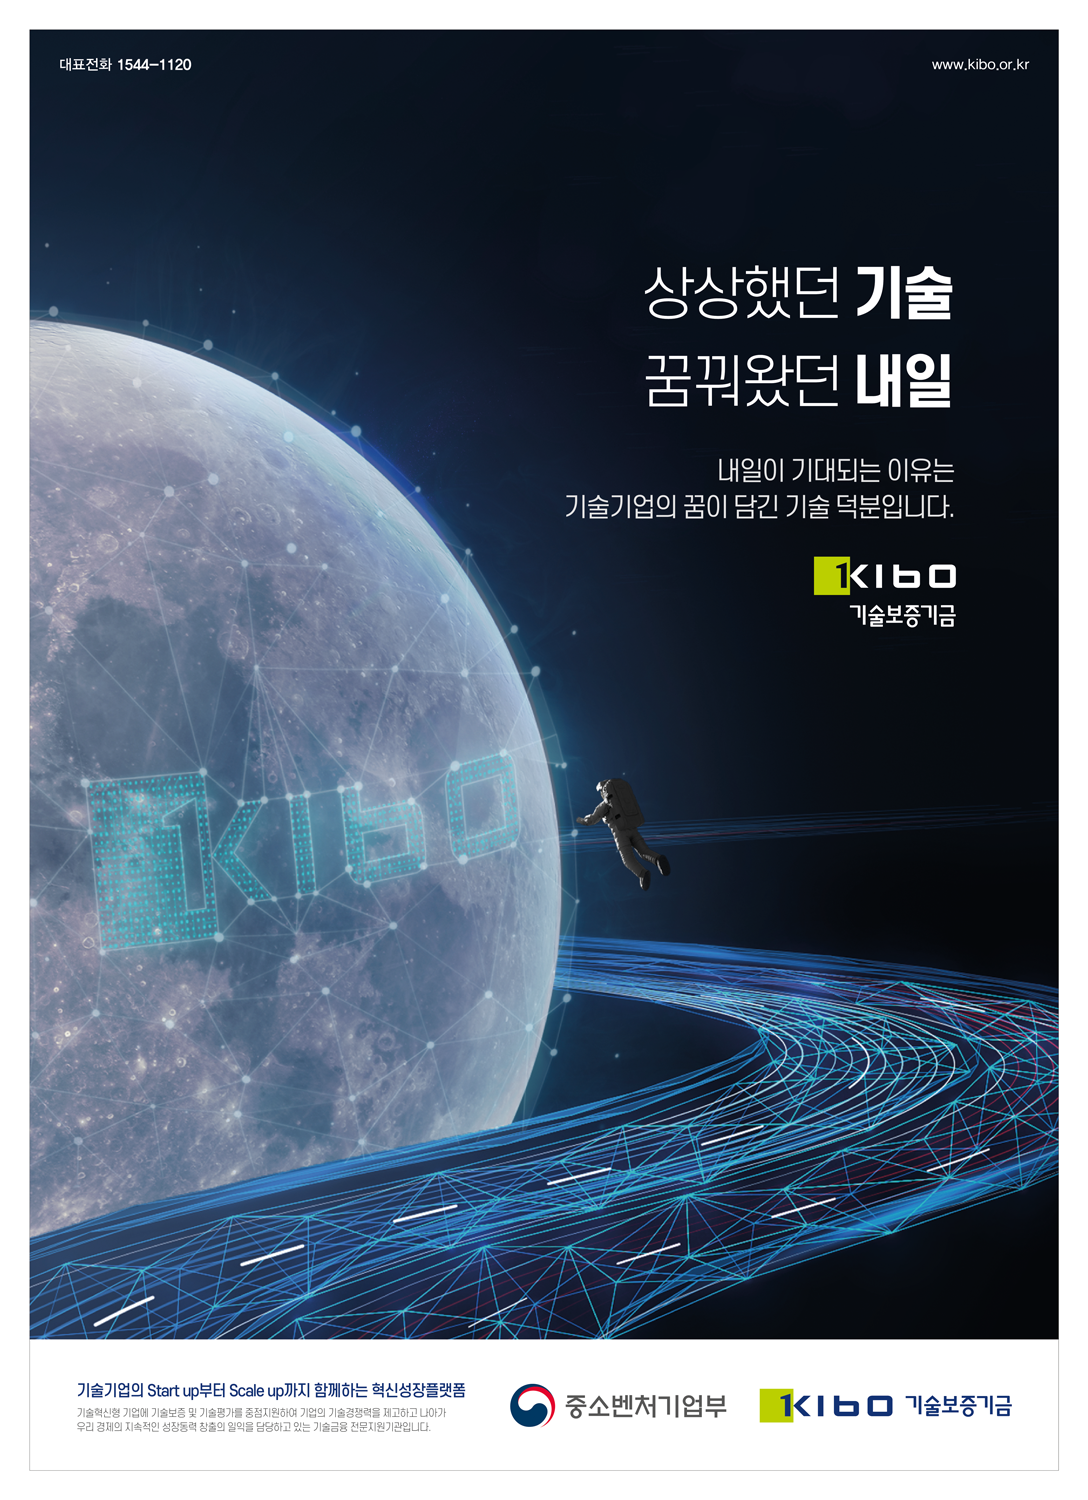 대표전화 1544-1120
www.kibo.or.kr
상상했던 기술
꿈꿔왔던 내일
내일이 기대되는 이유는
기술기업의 꿈이 담긴 기술 덕분입니다.
1KIBO
기술보증기금
1KIBO
기술기업의 Start up부터 Scale up까지 함께하는 혁신성장플랫폼
기술혁신형 기업에 기술보증 및 기술평가를 중점지원하여 기업의 기술경쟁력을 제고하고 나아가
우리 경제의 지속적인 성장동력 창출의 일익을 담당하고 있는 기술금융 전문지원기관입니다.
중소벤처기업부
1KIBO 기술보증기금